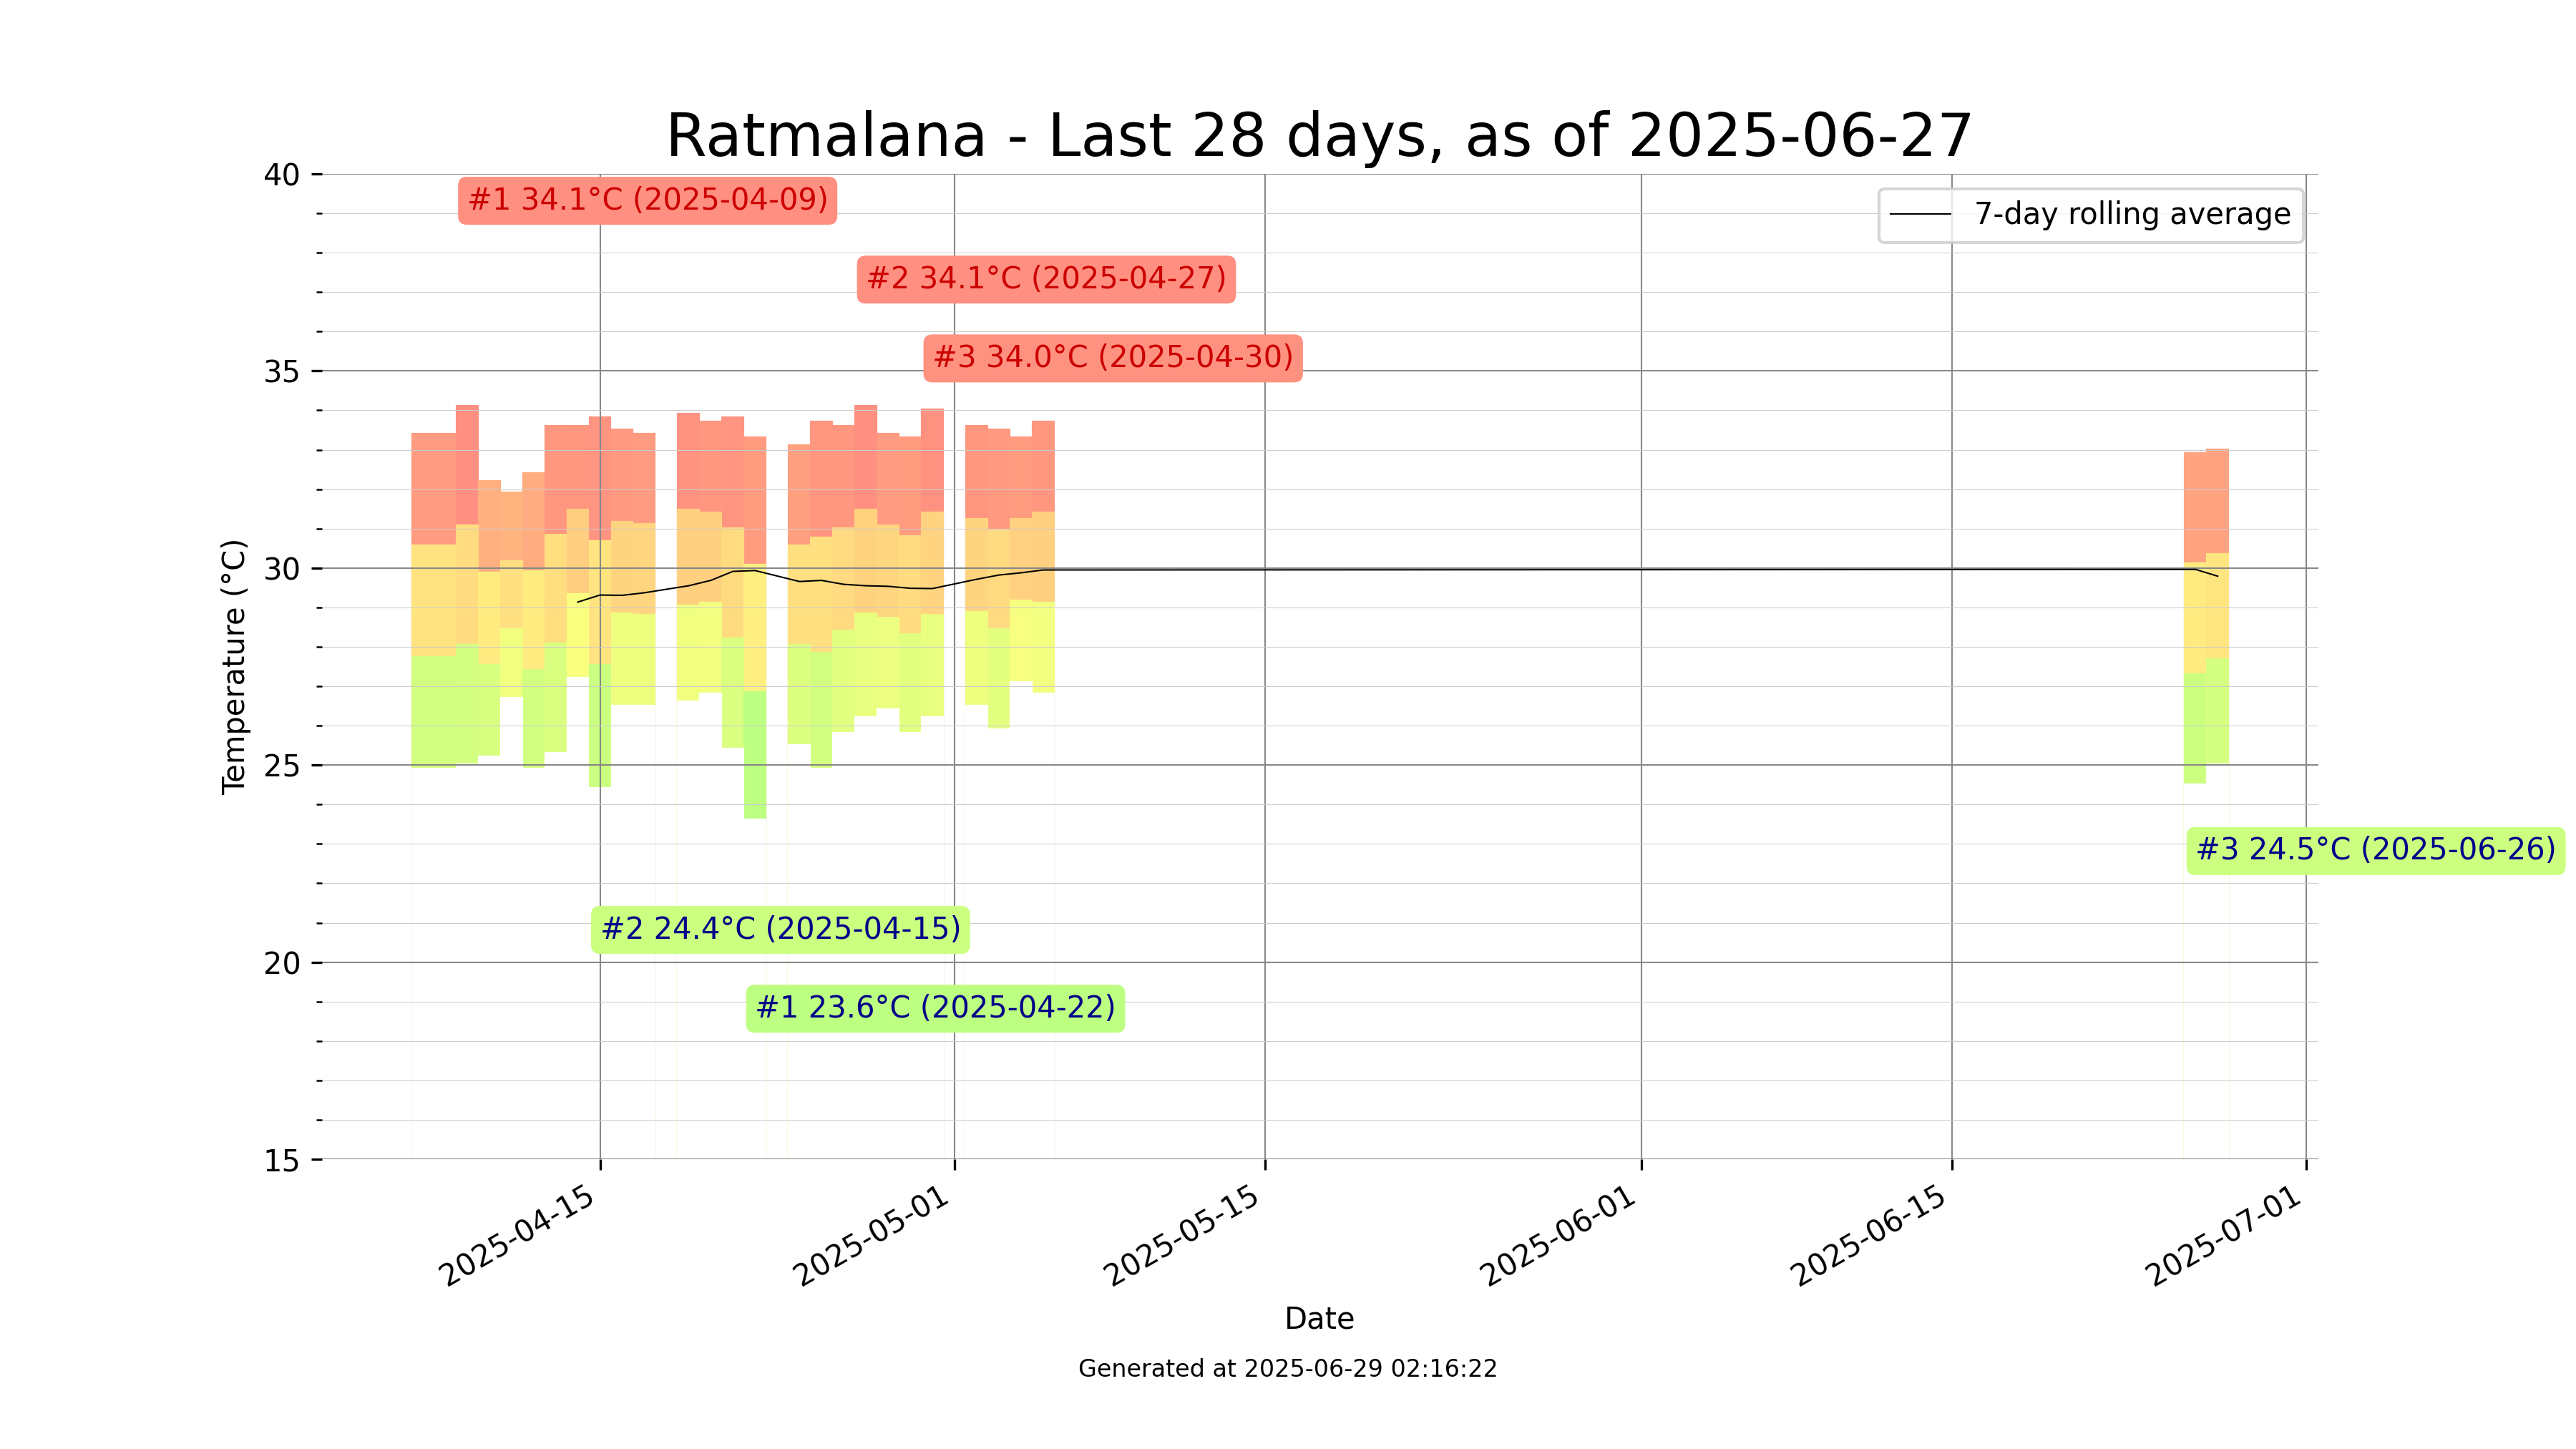 Ratmalana - Last 28 days, as of 2025-06-27
40
#1 34.1°C (2025-04-09)
7-day rolling average
#2 34.1°C (2025-04-27)
#3 34.0°C (2025-04-30)
35
30
Temperature (°C)
25
#3 24.5°C (2025-06-26)
#2 24.4°C (2025-04-15)
20
#1 23.6°C (2025-04-22)
15
2025-04-15
2025-05-01
2025-05-15
2025-06-01
2025-06-15
2025-07-01
Date
Generated at 2025-06-29 02:16:22